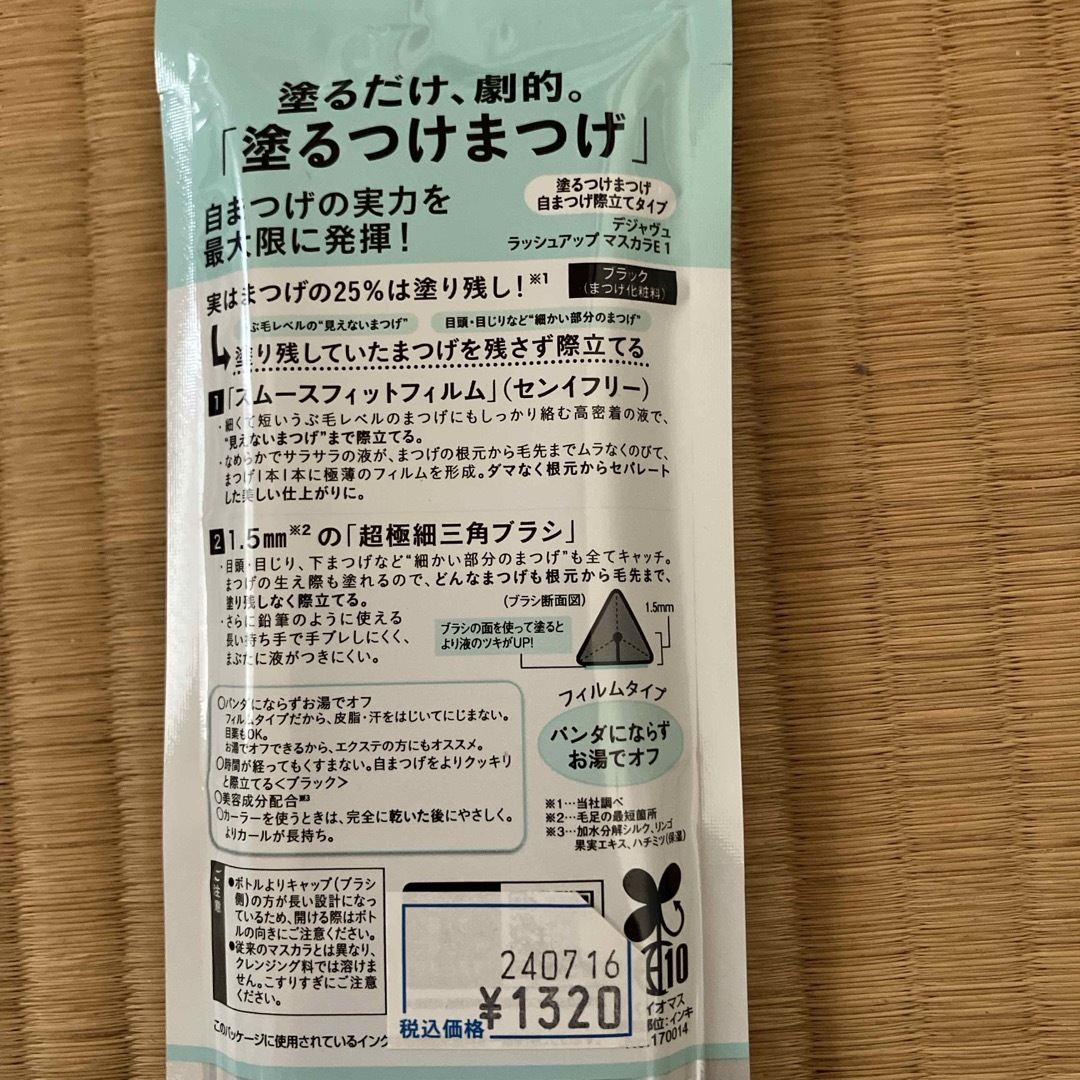 塗るだけ、劇的。
「塗るつけまつげ」
自まつげの実力を
最大限に発揮！
塗るつけまつげ
自まつげ際立てタイプ
デジャヴュ
ラッシュアップ マスカラE 1
ブラック
(まつげ化粧料)
実はまつげの25％は塗り残し！※1
ぶ毛レベルの“見えないまつげ”
目頭・目じりなど“細かい部分のまつげ”
塗り残していたまつげを残さず際立てる
1 「スムースフィットフィルム」(センイフリー)
・細くて短いうぶ毛レベルのまつげにもしっかり絡む高密着の液で、
“見えないまつげ”まで際立てる。
・なめらかでサラサラの液が、まつげの根元から毛先までムラなくのびて、
まつげ1本1本に極薄のフィルムを形成。ダマなく根元からセパレート
した美しい仕上がりに。
2 1.5mm※2の「超極細三角ブラシ」
・目頭・目じり、下まつげなど“細かい部分のまつげ”も全てキャッチ。
まつげの生え際も塗れるので、どんなまつげも根元から毛先まで、
塗り残しなく際立てる。
・さらに鉛筆のように使える
長い持ち手で手ブレしにくく、
まぶたに液がつきにくい。
(ブラシ断面図)
1.5mm
ブラシの面を使って塗ると
より液のツキがUP！
○パンダにならずお湯でオフ
フィルムタイプだから、皮脂・汗をはじいてにじまない。
目薬もOK。
お湯でオフできるから、エクステの方にもオススメ。
○時間が経ってもくすまない。自まつげをよりクッキリ
と際立てる＜ブラック＞
○美容成分配合※3
○カーラーを使うときは、完全に乾いた後にやさしく。
よりカールが長持ち。
フィルムタイプ
パンダにならず
お湯でオフ
※1…当社調べ
※2…毛足の最短箇所
※3…加水分解シルク、リンゴ
果実エキス、ハチミツ(保湿)
ご注意
●ボトルよりキャップ(ブラシ
側)の方が長い設計になっ
ているため、開ける際はボト
ルの向きにご注意ください。
●従来のマスカラとは異なり、
クレンジング料では溶けま
せん。こすりすぎにご注意
ください。
240716
¥1320
税込価格
10
イオマス
部位:インキ
170014
このパッケージに使用されているインク